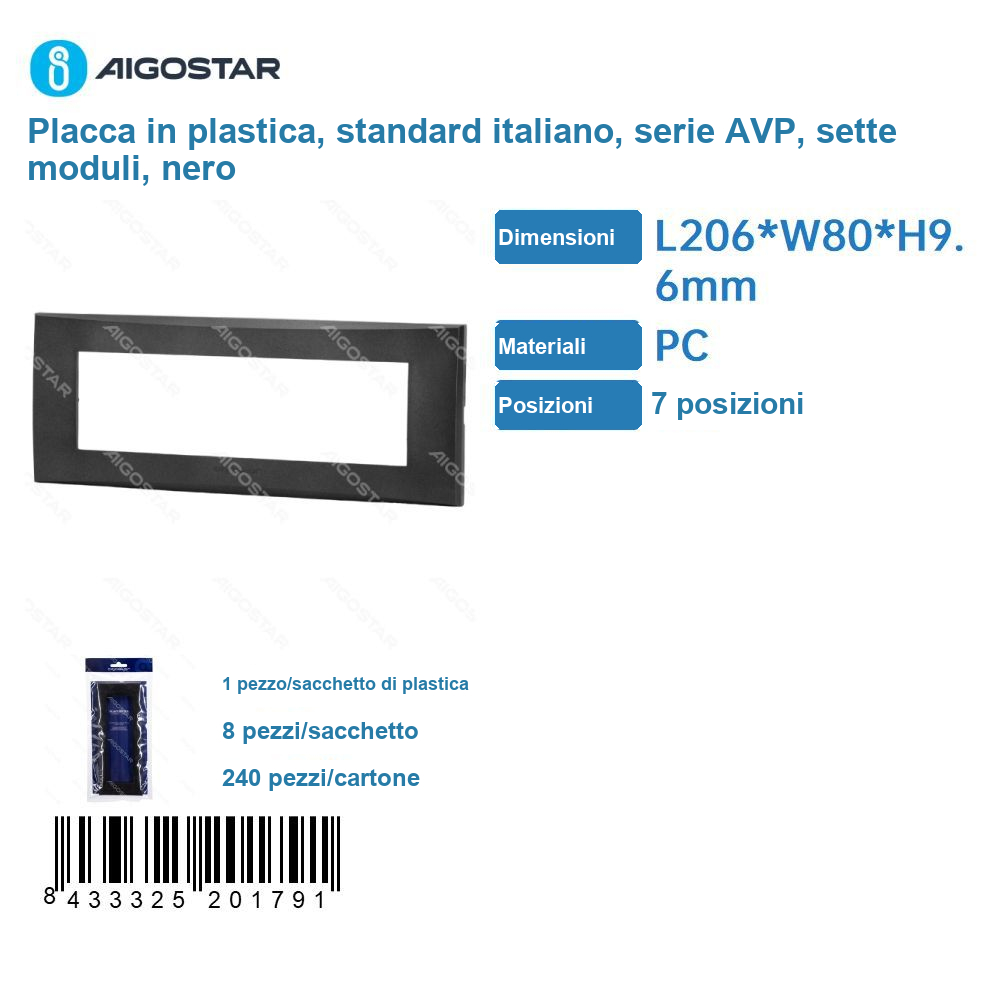 AIGOSTAR
Placca in plastica, standard italiano, serie AVP, sette
moduli, nero
Dimensioni
L206*W80*H9.
6mm
Materiali
PC
Posizioni
7 posizioni
1 pezzo/sacchetto di plastica
8 pezzi/sacchetto
240 pezzi/cartone
8 433325 201791